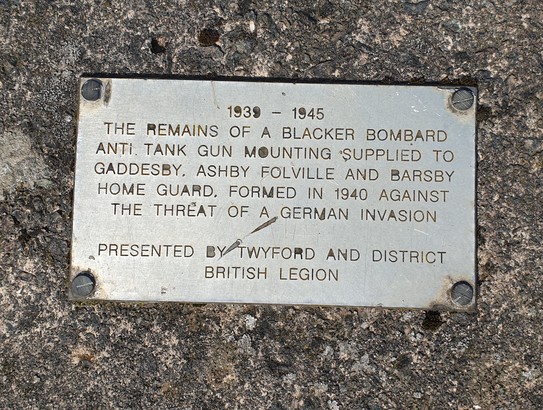 1939 - 1945
THE REMAINS OF A BLACKER BOMBARD
ANTI TANK GUN MOUNTING SUPPLIED TO
GADDESBY, ASHBY FOLVILLE AND BARSBY
HOME GUARD, FORMED IN 1940 AGAINST
THE THREAT OF A GERMAN INVASION
PRESENTED BY TWYFORD AND DISTRICT
BRITISH LEGION